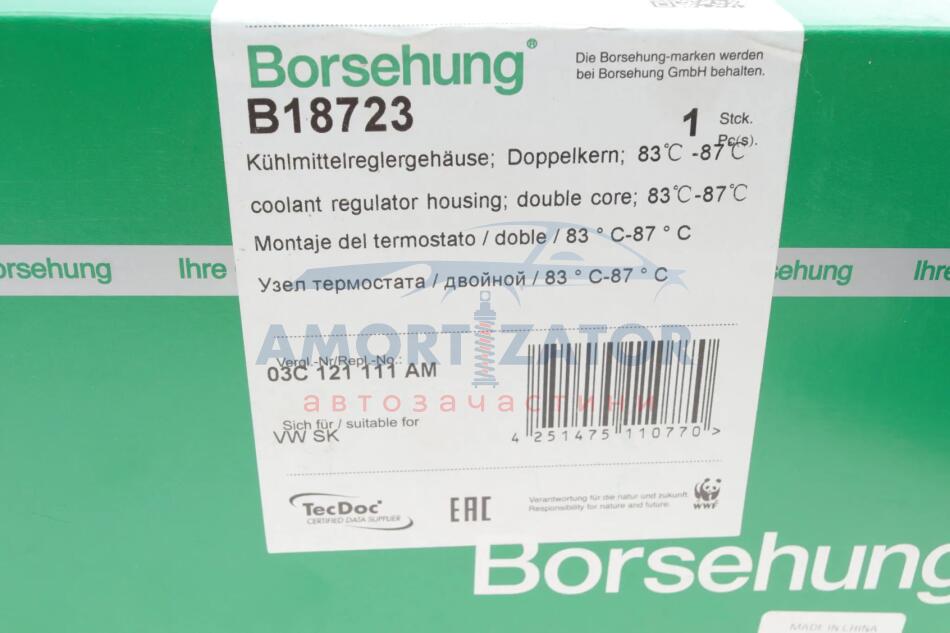 Borsehung®
Die Borsehung-marken werden
bei Borsehung GmbH behalten.
B18723
1 Stck.
Pc(s).
Kühlmittelreglergehäuse; Doppelkern; 83℃ -87℃
coolant regulator housing; double core; 83℃-87℃
Montaje del termostato / doble / 83 ° C-87 ° C
Узел термостата / двойной / 83 ° C-87 ° C
orsehung
Ihre
Borsehung
Ihr
AMORTIZATOR
автозачастини
Vergl.-Nr/Repl.-No.:
03C 121 111 AM
Sich für / suitable for
VW SK
4 251475 110770 >
TecDoc
CERTIFIED DATA SUPPLIER
EAC
Verantwortung für die natur und zukunft.
Responsibility for nature and future.
WWF
Borsehung
MADE IN CHINA